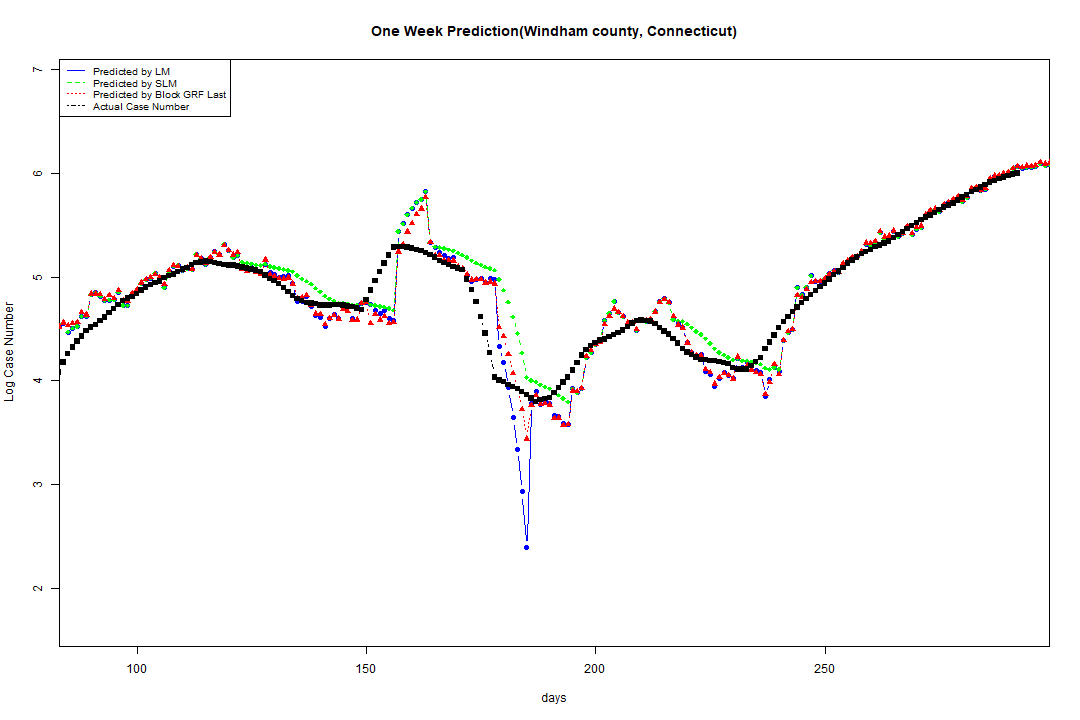 One Week Prediction(Windham county, Connecticut)
Predicted by LM
Predicted by SLM
Predicted by Block GRF Last
Actual Case Number
7
6
5
4
3
2
Log Case Number
100 150 200 250
days